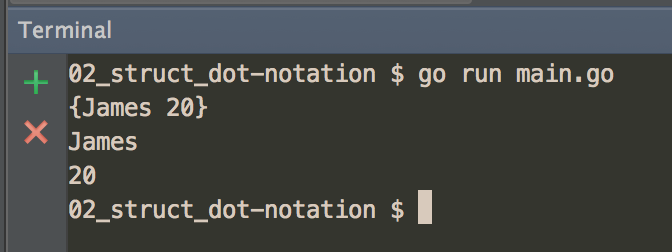 Terminal
02_struct_dot-notation $ go run main.go
{James 20}
James
20
02_struct_dot-notation $